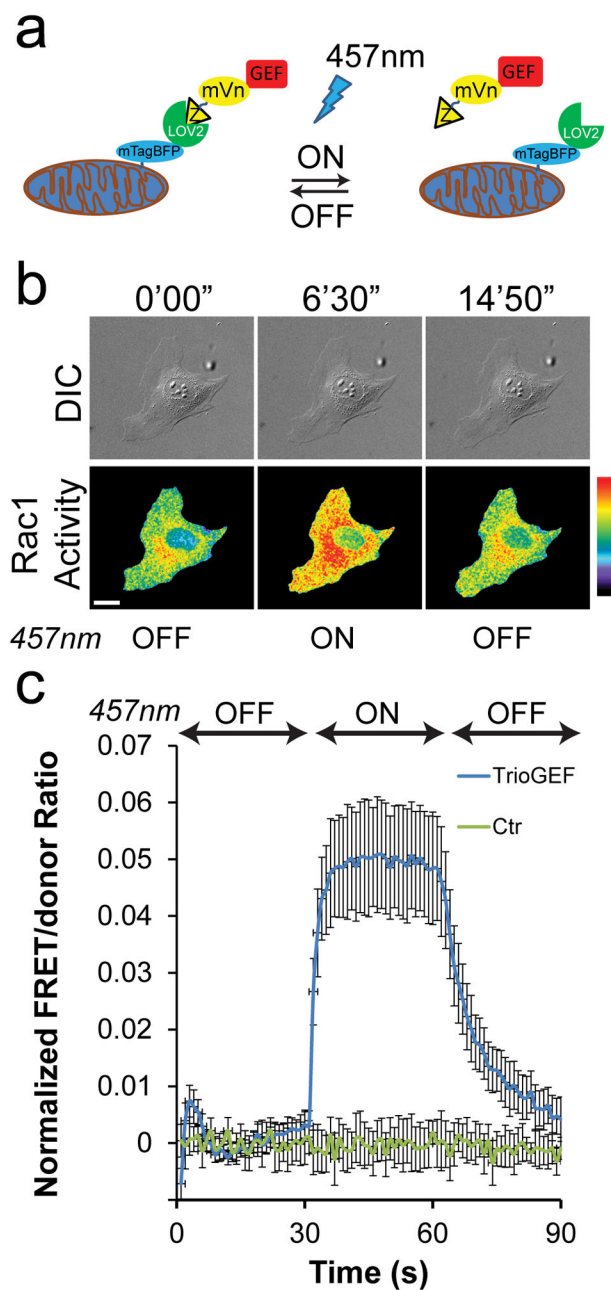 a
457nm
GEF
mVn
Z
LOV2
mTagBFP
ON
OFF
GEF
mVn
Z
LOV2
mTagBFP
b
0'00" 6'30" 14'50"
DIC
Rac1
Activity
457nm OFF ON OFF
c
457nm OFF ON OFF
TrioGEF
Ctr
Normalized FRET/donor Ratio
0.07
0.06
0.05
0.04
0.03
0.02
0.01
0
0 30 60 90
Time (s)